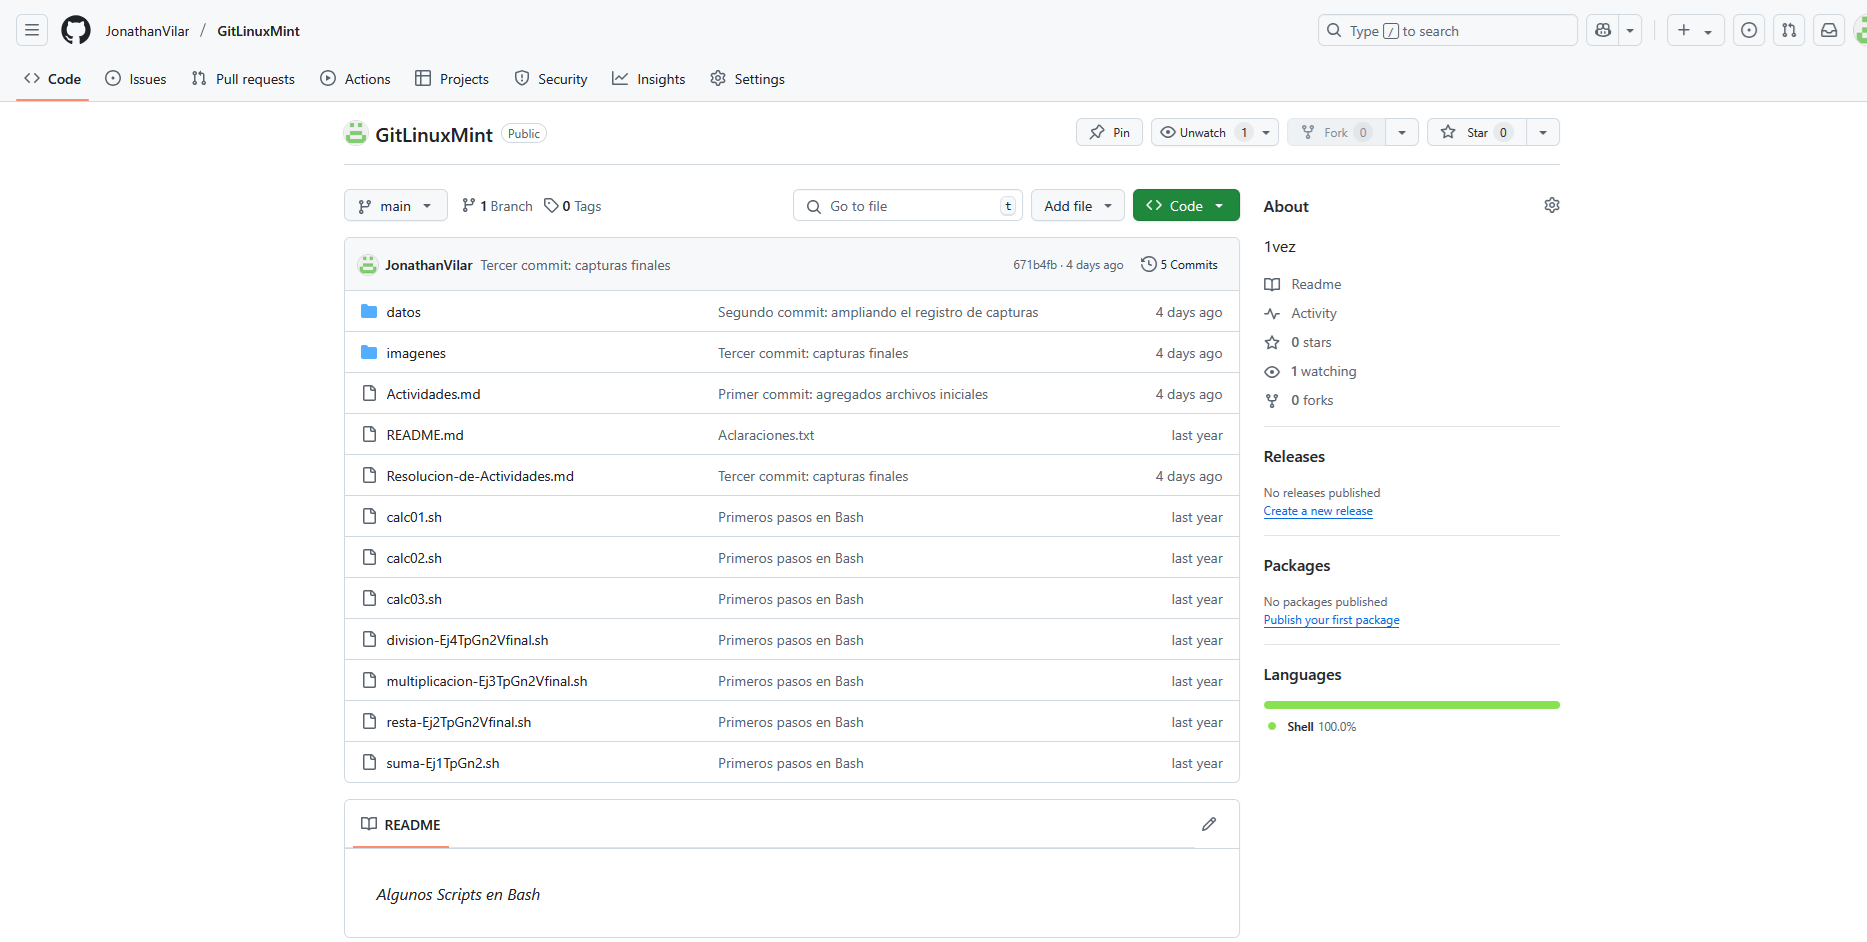 JonathanVilar / GitLinuxMint
Type / to search
Code Issues Pull requests Actions Projects Security Insights Settings
GitLinuxMint Public
Pin Unwatch 1 Fork 0 Star 0
main 1 Branch 0 Tags Go to file t Add file Code
JonathanVilar Tercer commit: capturas finales 671b4fb · 4 days ago 5 Commits
datos Segundo commit: ampliando el registro de capturas 4 days ago
imagenes Tercer commit: capturas finales 4 days ago
Actividades.md Primer commit: agregados archivos iniciales 4 days ago
README.md Aclaraciones.txt last year
Resolucion-de-Actividades.md Tercer commit: capturas finales 4 days ago
calc01.sh Primeros pasos en Bash last year
calc02.sh Primeros pasos en Bash last year
calc03.sh Primeros pasos en Bash last year
division-Ej4TpGn2Vfinal.sh Primeros pasos en Bash last year
multiplicacion-Ej3TpGn2Vfinal.sh Primeros pasos en Bash last year
resta-Ej2TpGn2Vfinal.sh Primeros pasos en Bash last year
suma-Ej1TpGn2.sh Primeros pasos en Bash last year
README
Algunos Scripts en Bash
About
1vez
Readme
Activity
0 stars
1 watching
0 forks
Releases
No releases published
Create a new release
Packages
No packages published
Publish your first package
Languages
Shell 100.0%